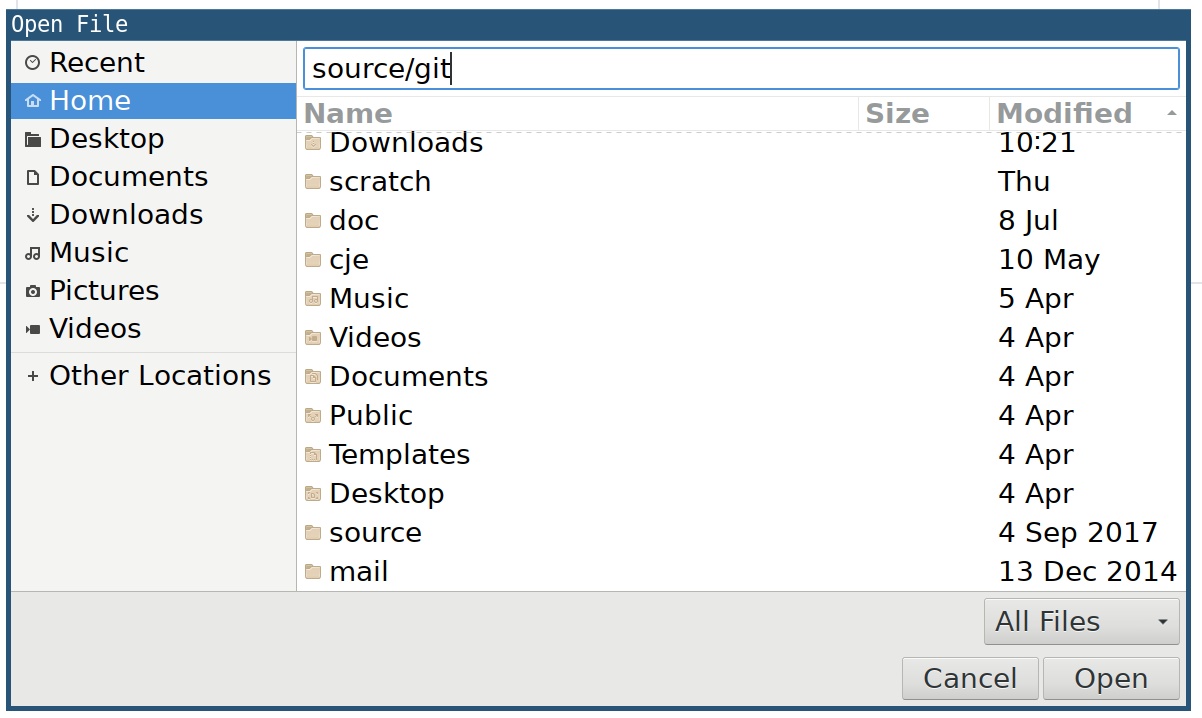 Open File
Recent
Home
Desktop
Documents
Downloads
Music
Pictures
Videos
Other Locations
source/git
Name Size Modified
Downloads 10:21
scratch Thu
doc 8 Jul
cje 10 May
Music 5 Apr
Videos 4 Apr
Documents 4 Apr
Public 4 Apr
Templates 4 Apr
Desktop 4 Apr
source 4 Sep 2017
mail 13 Dec 2014
All Files
Cancel Open